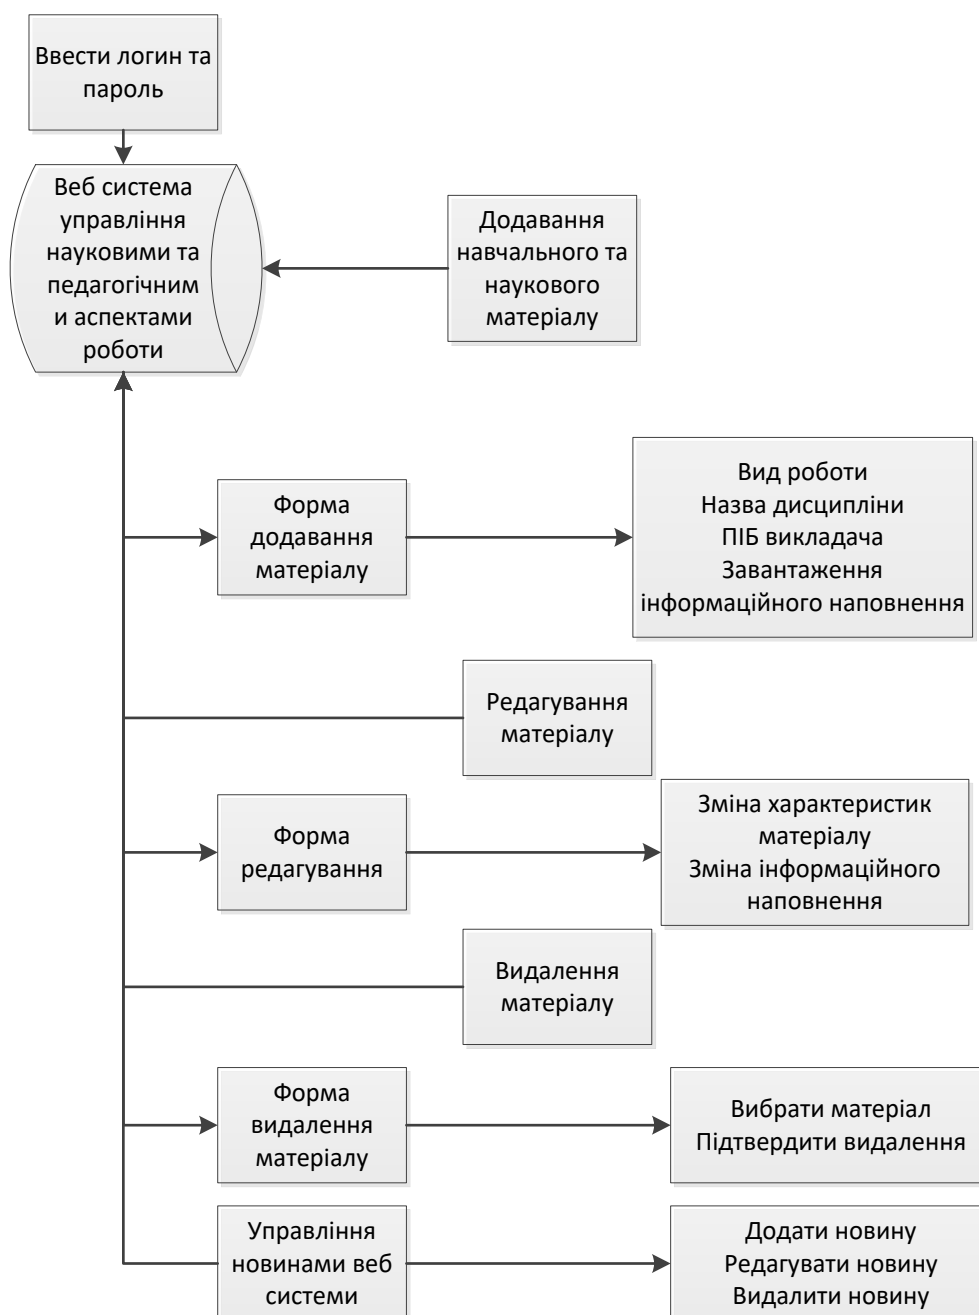 Ввести логин та
пароль
Веб система
управління
науковими та
педагогічним
и аспектами
роботи
Додавання
навчального та
наукового
матеріалу
Форма
додавання
матеріалу
Вид роботи
Назва дисципліни
ПІБ викладача
Завантаження
інформаційного наповнення
Редагування
матеріалу
Форма
редагування
Зміна характеристик
матеріалу
Зміна інформаційного
наповнення
Видалення
матеріалу
Форма
видалення
матеріалу
Вибрати матеріал
Підтвердити видалення
Управління
новинами веб
системи
Додати новину
Редагувати новину
Видалити новину